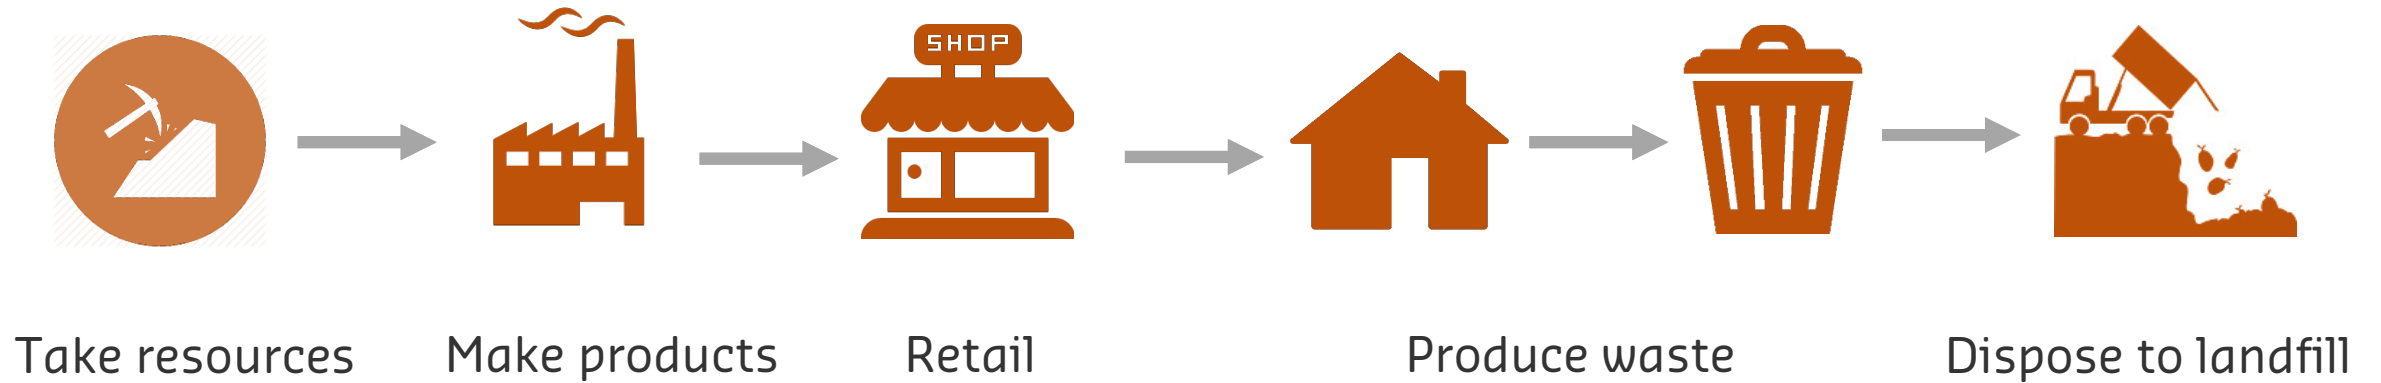 SHOP
Take resources
Make products
Retail
Produce waste
Dispose to landfill